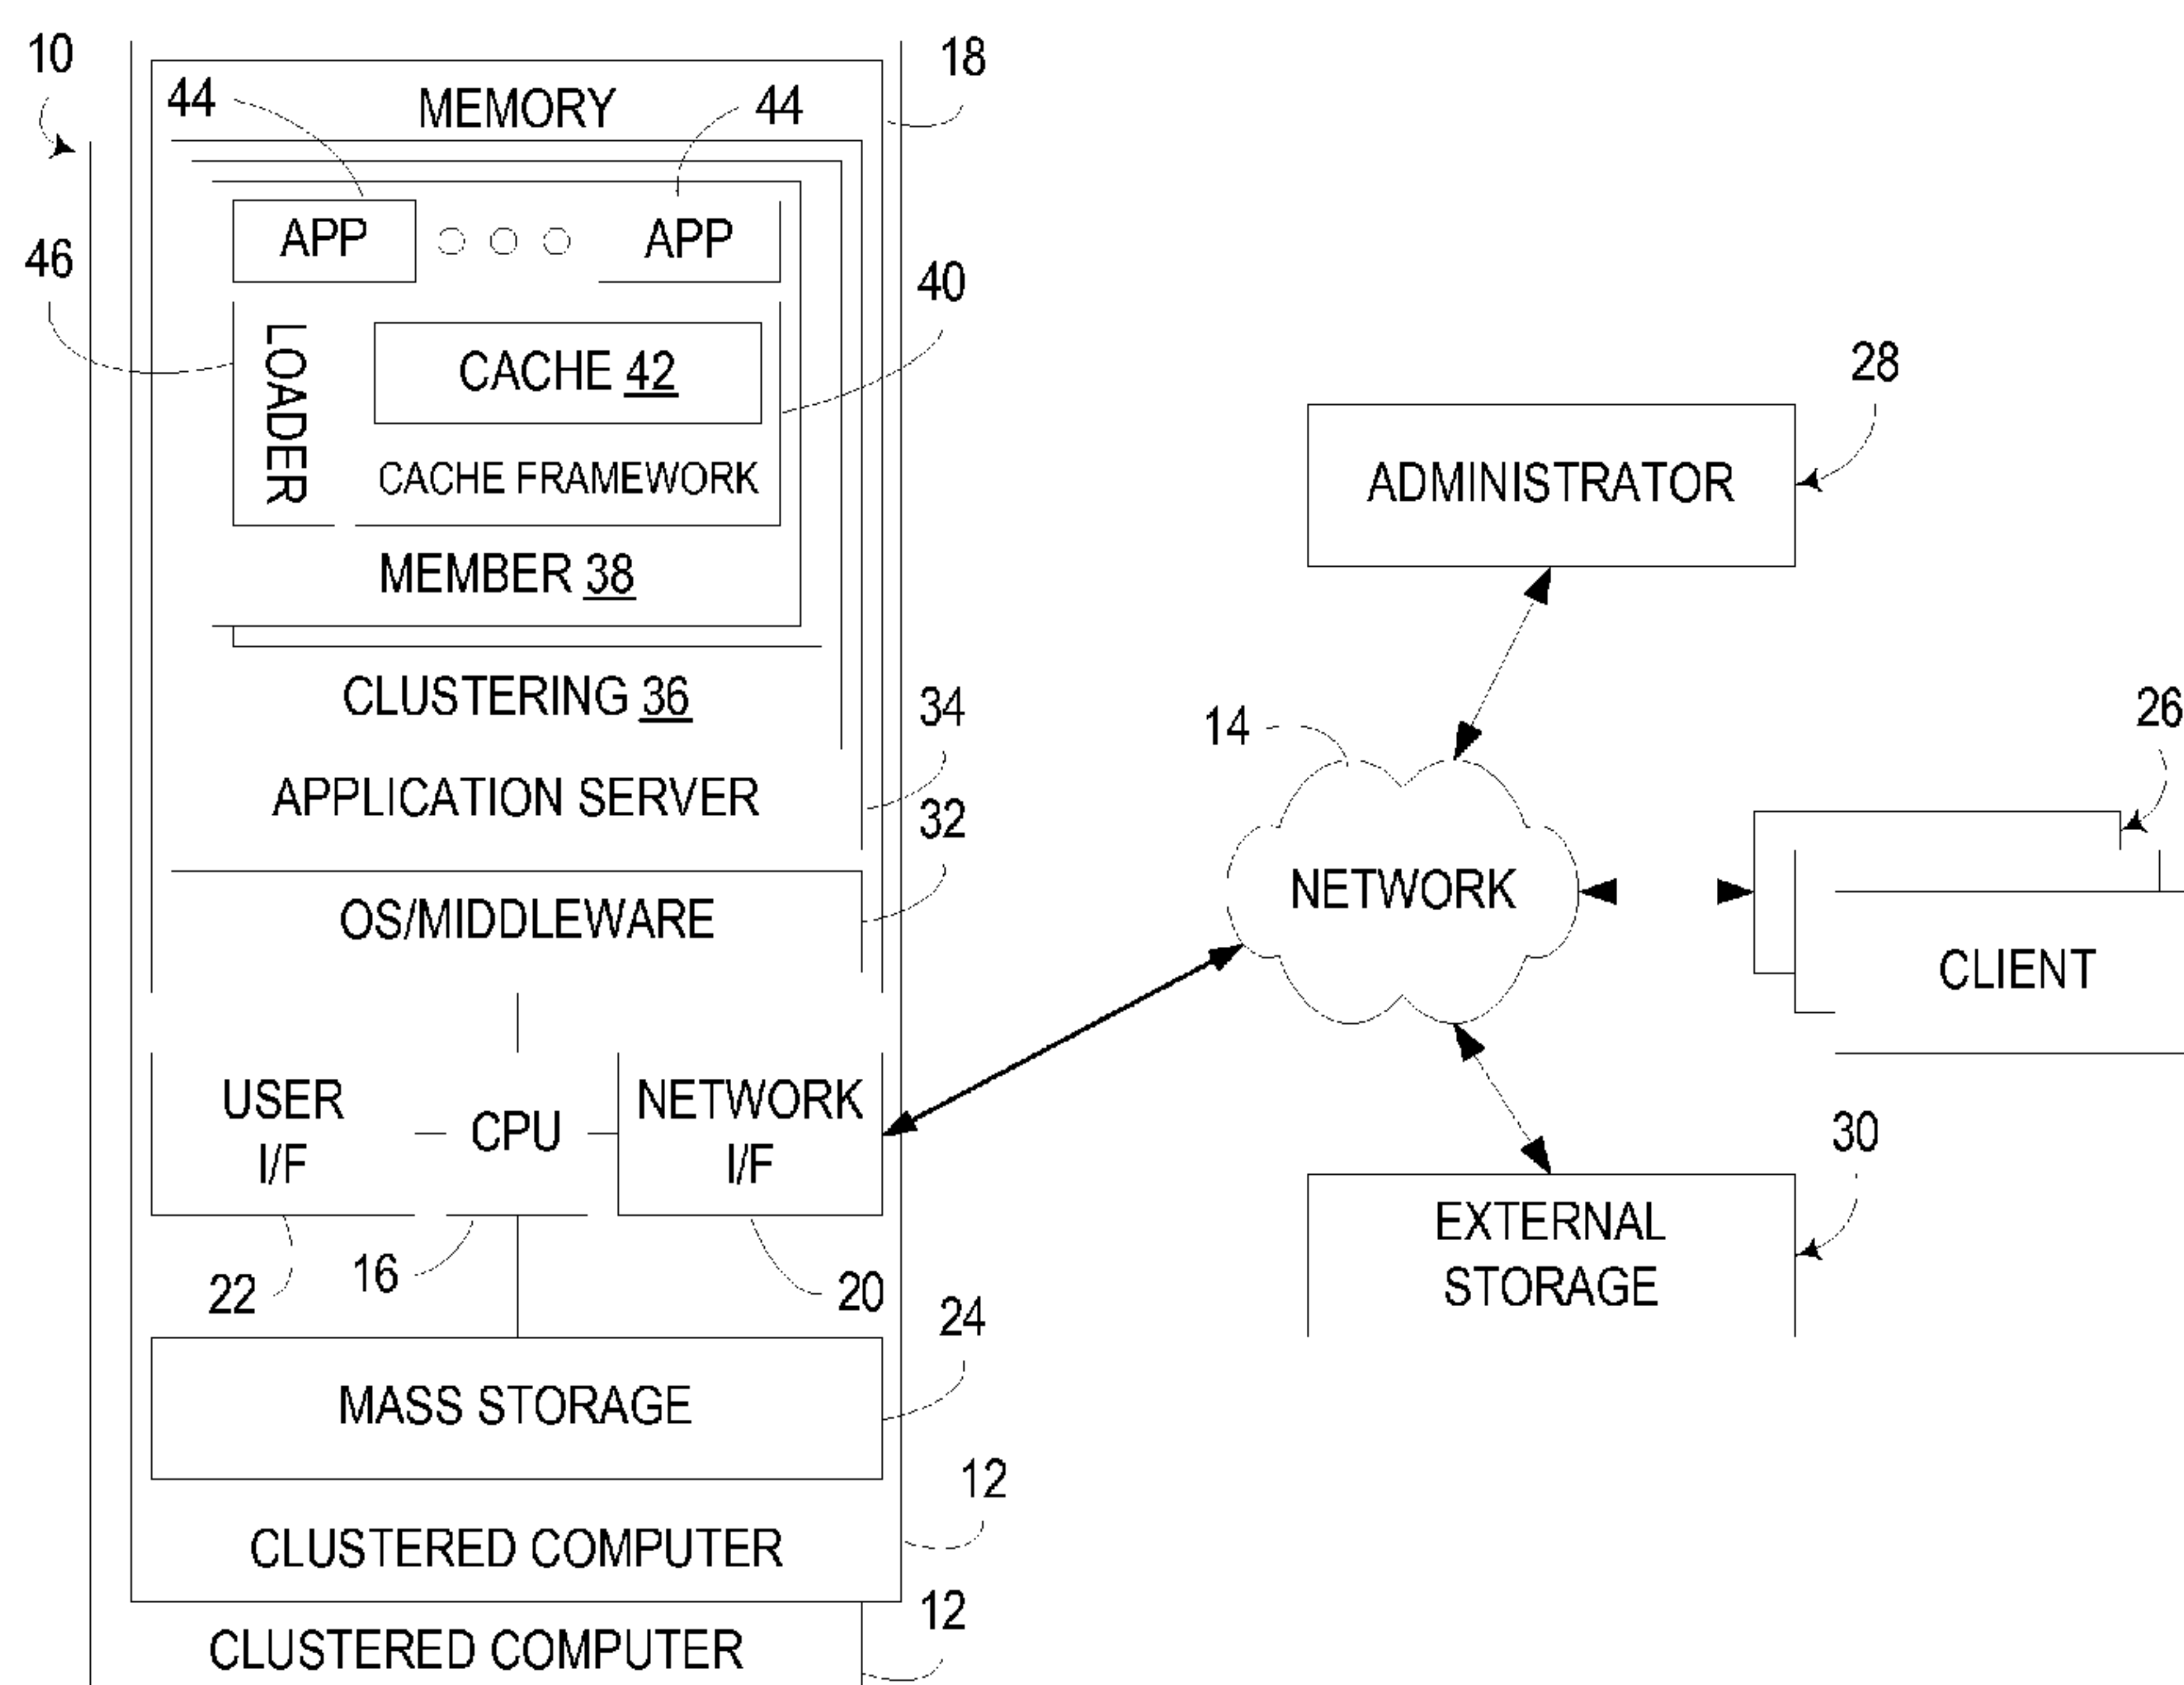 10
18
44
MEMORY
44
APP
APP
46
40
LOADER
CACHE 42
28
CACHE FRAMEWORK
ADMINISTRATOR
MEMBER 38
CLUSTERING 36
34
14
26
APPLICATION SERVER
32
NETWORK
OS/MIDDLEWARE
CLIENT
USER
I/F
CPU
NETWORK
I/F
30
EXTERNAL
STORAGE
22
16
20
24
MASS STORAGE
12
CLUSTERED COMPUTER
12
CLUSTERED COMPUTER